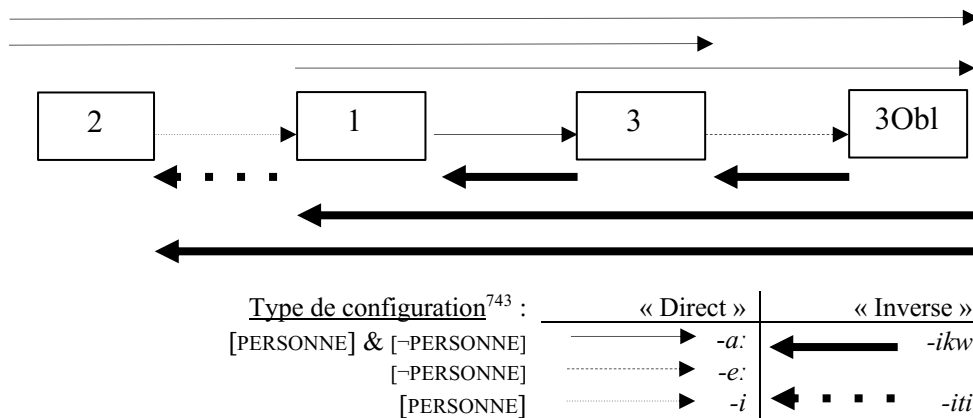 2 1 3 3Obl
Type de configuration743 : « Direct » « Inverse »
[PERSONNE] & [¬PERSONNE] -a: -ikw
[¬PERSONNE] -e:
[PERSONNE] -i -iti